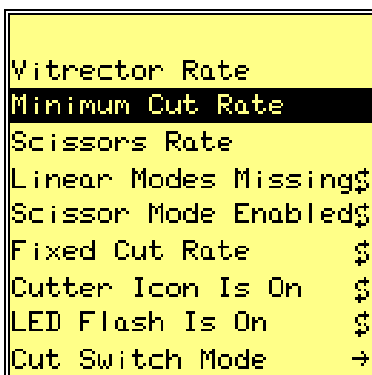 Vitrector Rate
Minimum Cut Rate
Scissors Rate
Linear Modes Missing$
Scissor Mode Enabled$
Fixed Cut Rate $
Cutter Icon Is On $
LED Flash Is On $
Cut Switch Mode →